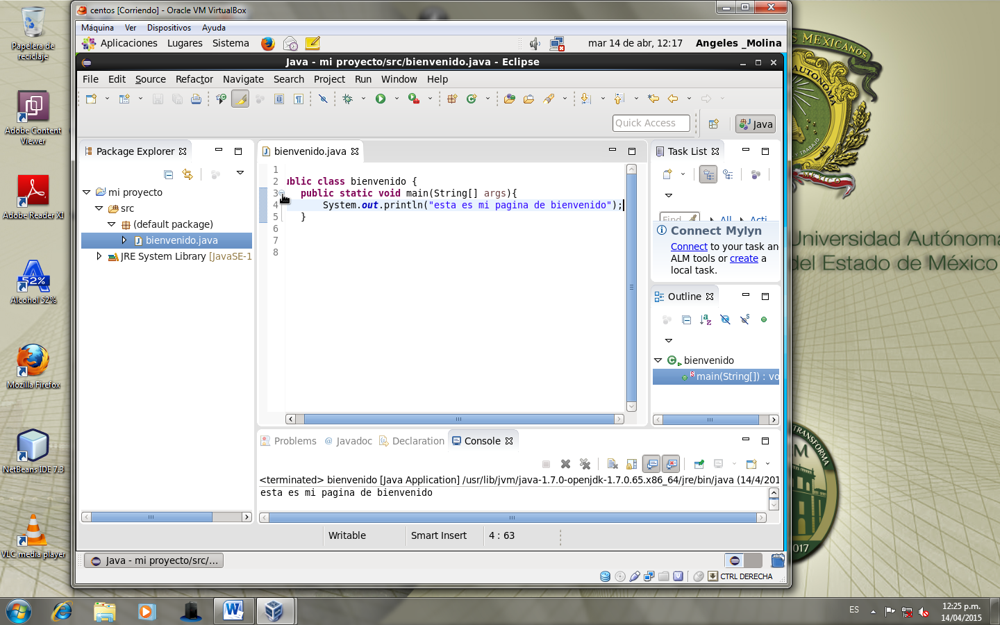 centos [Corriendo] - Oracle VM VirtualBox
Máquina Ver Dispositivos Ayuda
Aplicaciones Lugares Sistema mar 14 de abr, 12:17 Angeles _Molina
Java - mi proyecto/src/bienvenido.java - Eclipse
File Edit Source Refactor Navigate Search Project Run Window Help
Quick Access Java
Package Explorer
mi proyecto
src
(default package)
bienvenido.java
JRE System Library [JavaSE-1
bienvenido.java
1
2 ublic class bienvenido {
3 public static void main(String[] args){
4 System.out.println("esta es mi pagina de bienvenido");
5 }
6
7
8
Task List
Find All Acti
Connect Mylyn
Connect to your task an
ALM tools or create a
local task.
Outline
bienvenido
main(String[]) : vo
Problems @ Javadoc Declaration Console
<terminated> bienvenido [Java Application] /usr/lib/jvm/java-1.7.0-openjdk-1.7.0.65.x86_64/jre/bin/java (14/4/201
esta es mi pagina de bienvenido
Writable Smart Insert 4 : 63
Java - mi proyecto/src/...
CTRL DERECHA
Papelera de
reciclaje
Adobe Content
Viewer
Adobe Reader XI
52%
Alcohol 52%
Mozilla Firefox
NetBeans IDE 7.3
VLC media player
S MEXICANOS
Y TRABAJO
Universidad Autónoma
del Estado de México
TRANSFORMA
M
017
ES
12:25 p.m.
14/04/2015